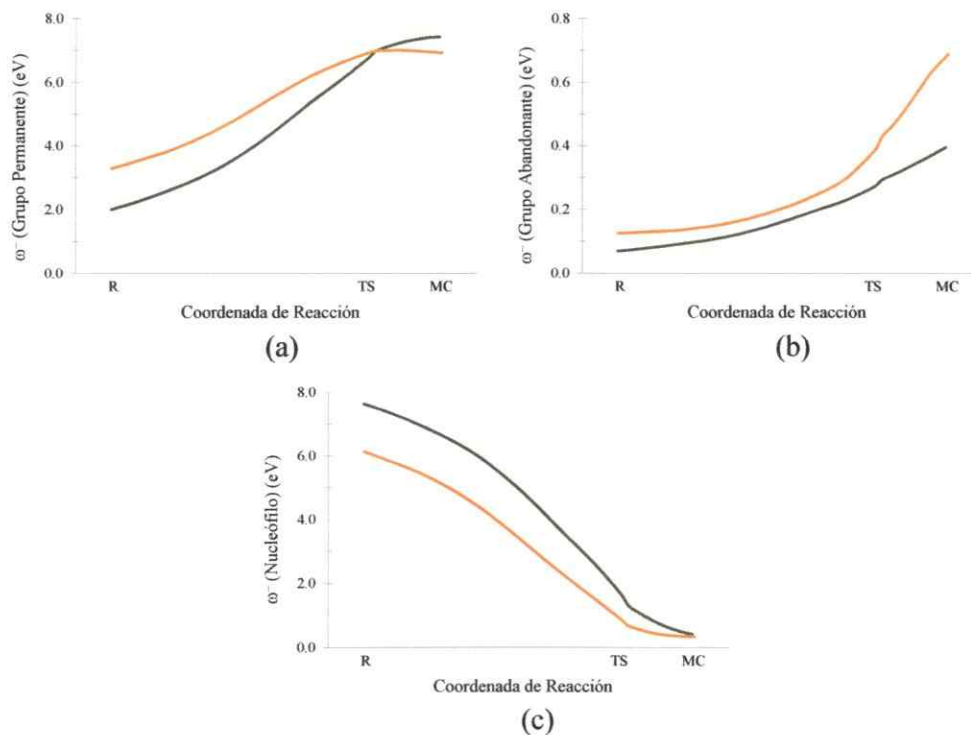 8.0
6.0
4.0
2.0
0.0
ω⁻ (Grupo Permanente) (eV)
R
TS
MC
Coordenada de Reacción
(a)
0.8
0.6
0.4
0.2
0.0
ω⁻ (Grupo Abandonante) (eV)
R
TS
MC
Coordenada de Reacción
(b)
8.0
6.0
4.0
2.0
0.0
ω⁻ (Nucleófilo) (eV)
R
TS
MC
Coordenada de Reacción
(c)